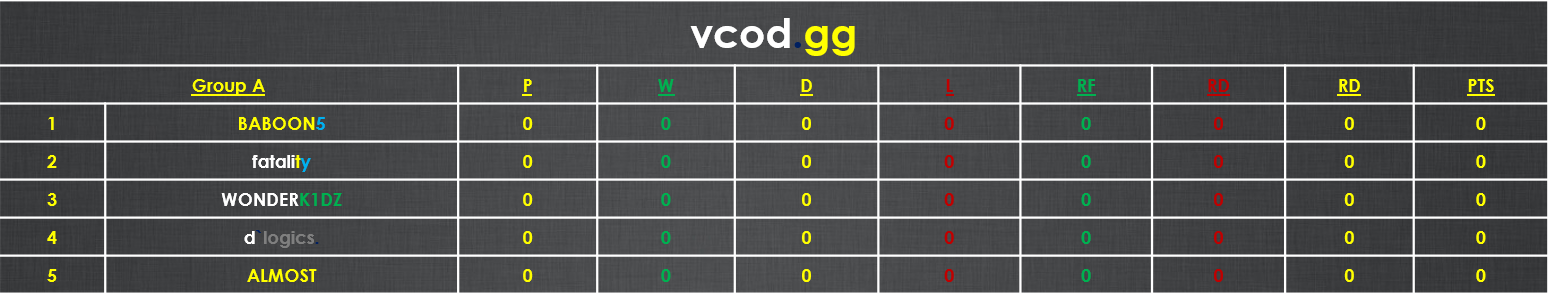 vcod.gg
Group A P W D L RF RD RD PTS
1 BABOON5 0 0 0 0 0 0 0 0
2 fatality 0 0 0 0 0 0 0 0
3 WONDERK1DZ 0 0 0 0 0 0 0 0
4 d`logics. 0 0 0 0 0 0 0 0
5 ALMOST 0 0 0 0 0 0 0 0